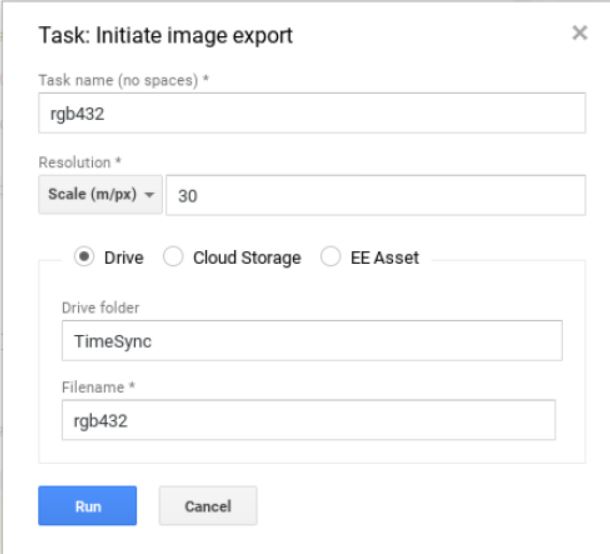 Task: Initiate image export
Task name (no spaces) *
rgb432
Resolution *
Scale (m/px) 30
Drive Cloud Storage EE Asset
Drive folder
TimeSync
Filename *
rgb432
Run Cancel